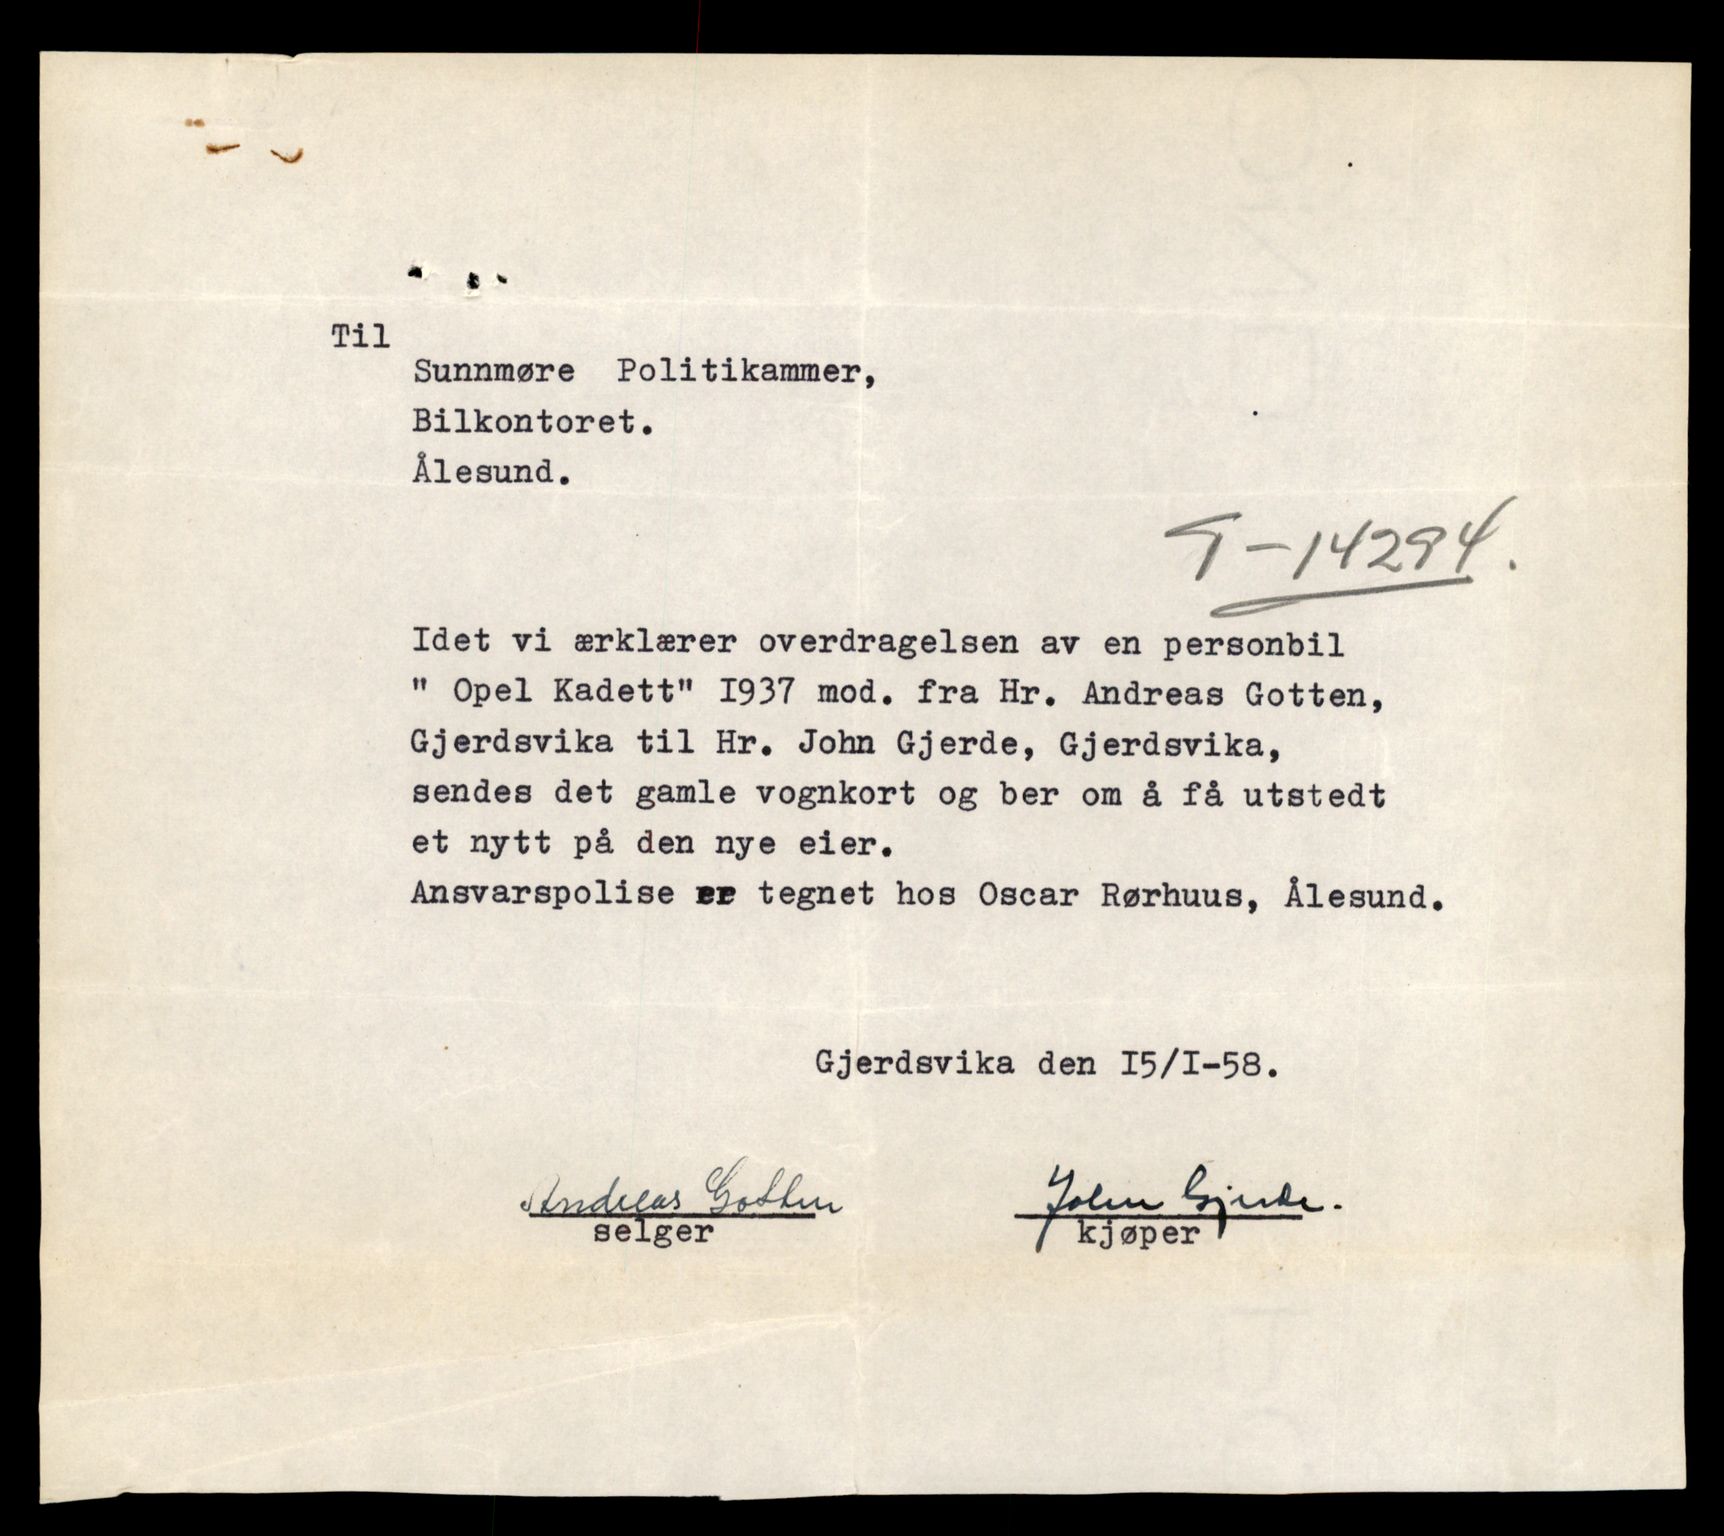 Til
Sunnmøre  Politikammer,
Bilkontoret.
Ålesund.
T-14294.
Idet vi ærklærer overdragelsen av en personbil
" Opel Kadett" I937 mod. fra Hr. Andreas Gotten,
Gjerdsvika til Hr. John Gjerde, Gjerdsvika,
sendes det gamle vognkort og ber om å få utstedt
et nytt på den nye eier.
Ansvarspolise er tegnet hos Oscar Rørhuus, Ålesund.
Gjerdsvika den I5/I-58.
Andreas Gotten John Gjerde.
selger kjøper